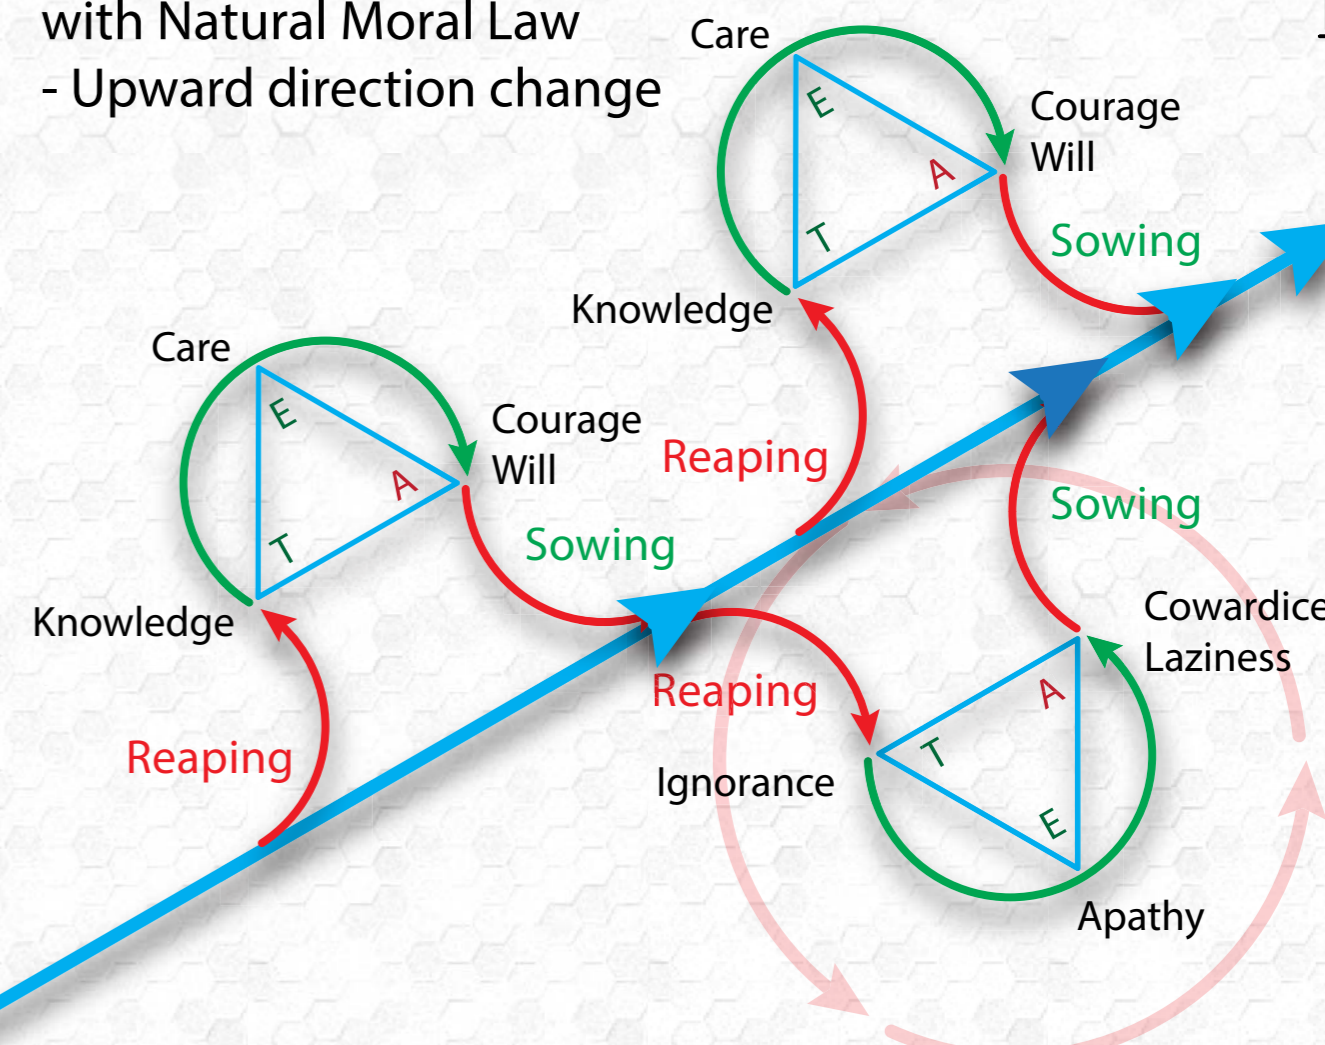 with Natural Moral Law
- Upward direction change
Care
E
A
T
Courage
Will
Sowing
Knowledge
Reaping
Care
E
A
T
Courage
Will
Sowing
Knowledge
Reaping
Reaping
Ignorance
T
A
E
Sowing
Cowardice
Laziness
Apathy